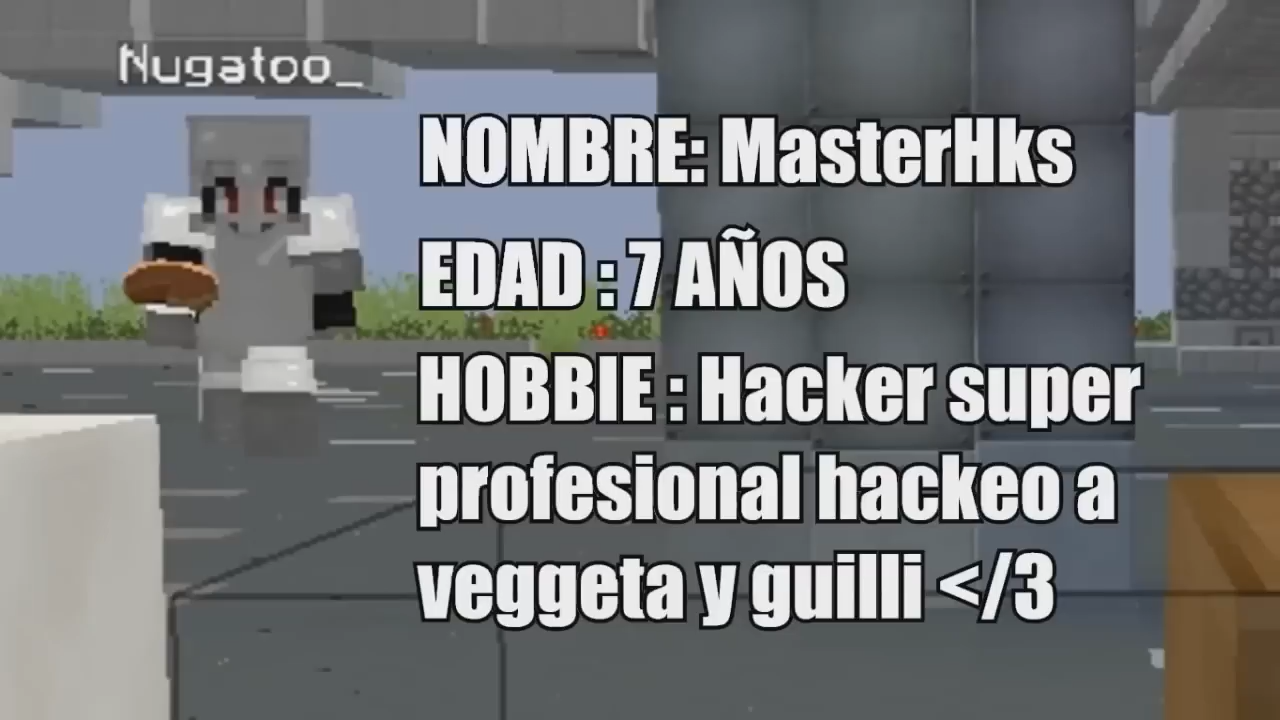 Nugatoo_
NOMBRE: MasterHks
EDAD : 7 AÑOS
HOBBIE : Hacker super
profesional hackeo a
veggeta y guilli </3